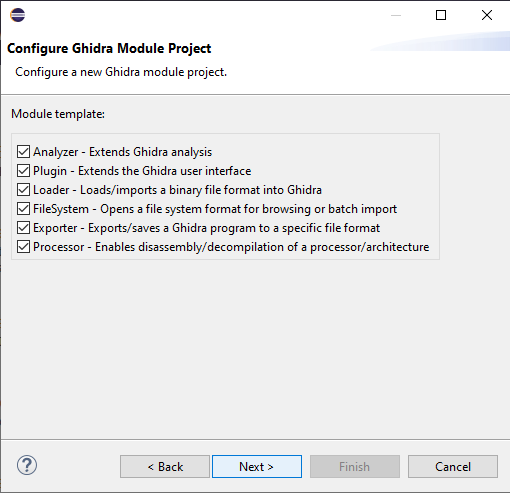 Configure Ghidra Module Project
Configure a new Ghidra module project.
Module template:
Analyzer - Extends Ghidra analysis
Plugin - Extends the Ghidra user interface
Loader - Loads/imports a binary file format into Ghidra
FileSystem - Opens a file system format for browsing or batch import
Exporter - Exports/saves a Ghidra program to a specific file format
Processor - Enables disassembly/decompilation of a processor/architecture
?
< Back
Next >
Finish
Cancel